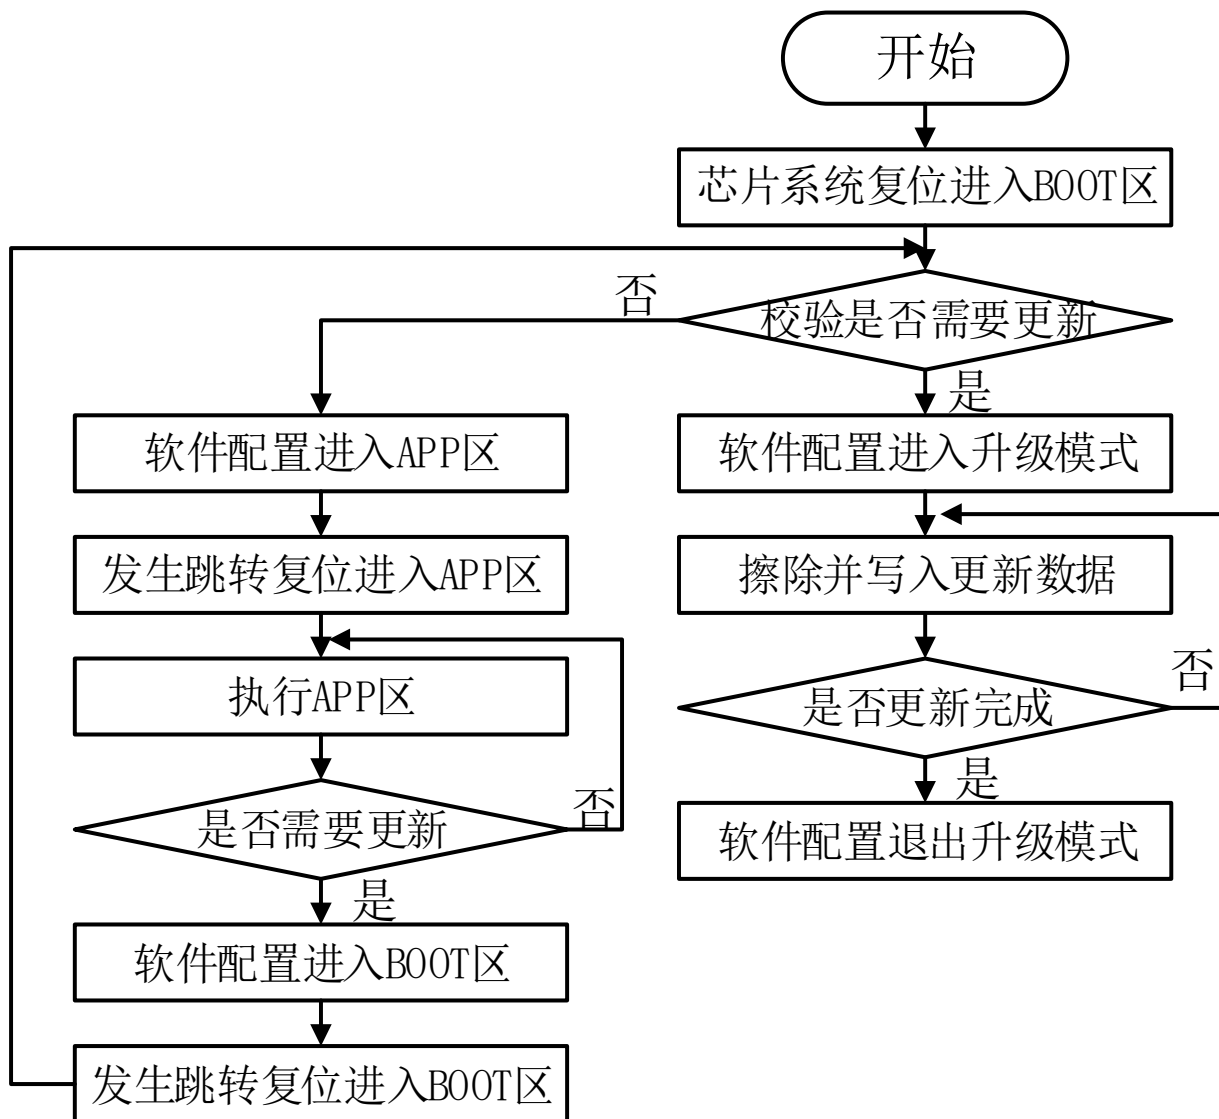 开始
芯片系统复位进入BOOT区
否
校验是否需要更新
是
软件配置进入APP区
软件配置进入升级模式
发生跳转复位进入APP区
擦除并写入更新数据
执行APP区
是否更新完成
否
是
是否需要更新
否
软件配置退出升级模式
是
软件配置进入BOOT区
发生跳转复位进入BOOT区